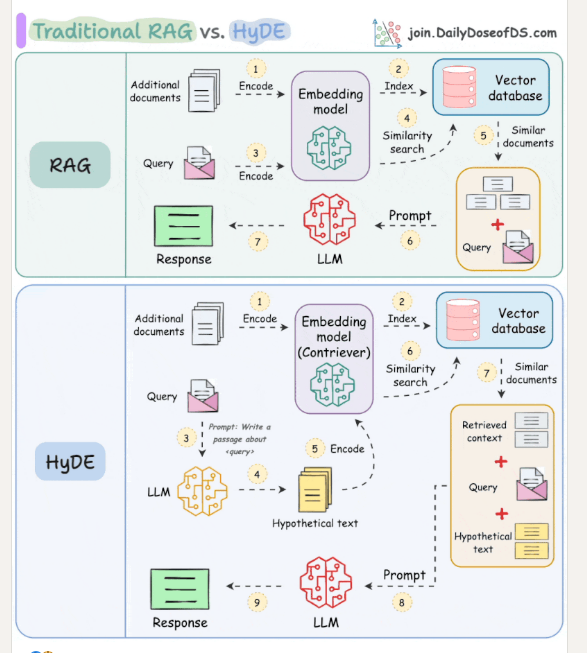 Traditional RAG vs. HyDE
join.DailyDoseofDS.com
RAG
Additional
documents
1
Encode
Embedding
model
2
Index
Vector
database
Query
3
Encode
4
Similarity
search
5
Similar
documents
Query
Prompt
6
LLM
7
Response
HyDE
Additional
documents
1
Encode
Embedding
model
(Contriever)
2
Index
Vector
database
Query
3
Prompt: Write a
passage about
<query>
LLM
4
Hypothetical text
5
Encode
6
Similarity
search
7
Similar
documents
Retrieved
context
+
Query
+
Hypothetical
text
Prompt
8
LLM
9
Response